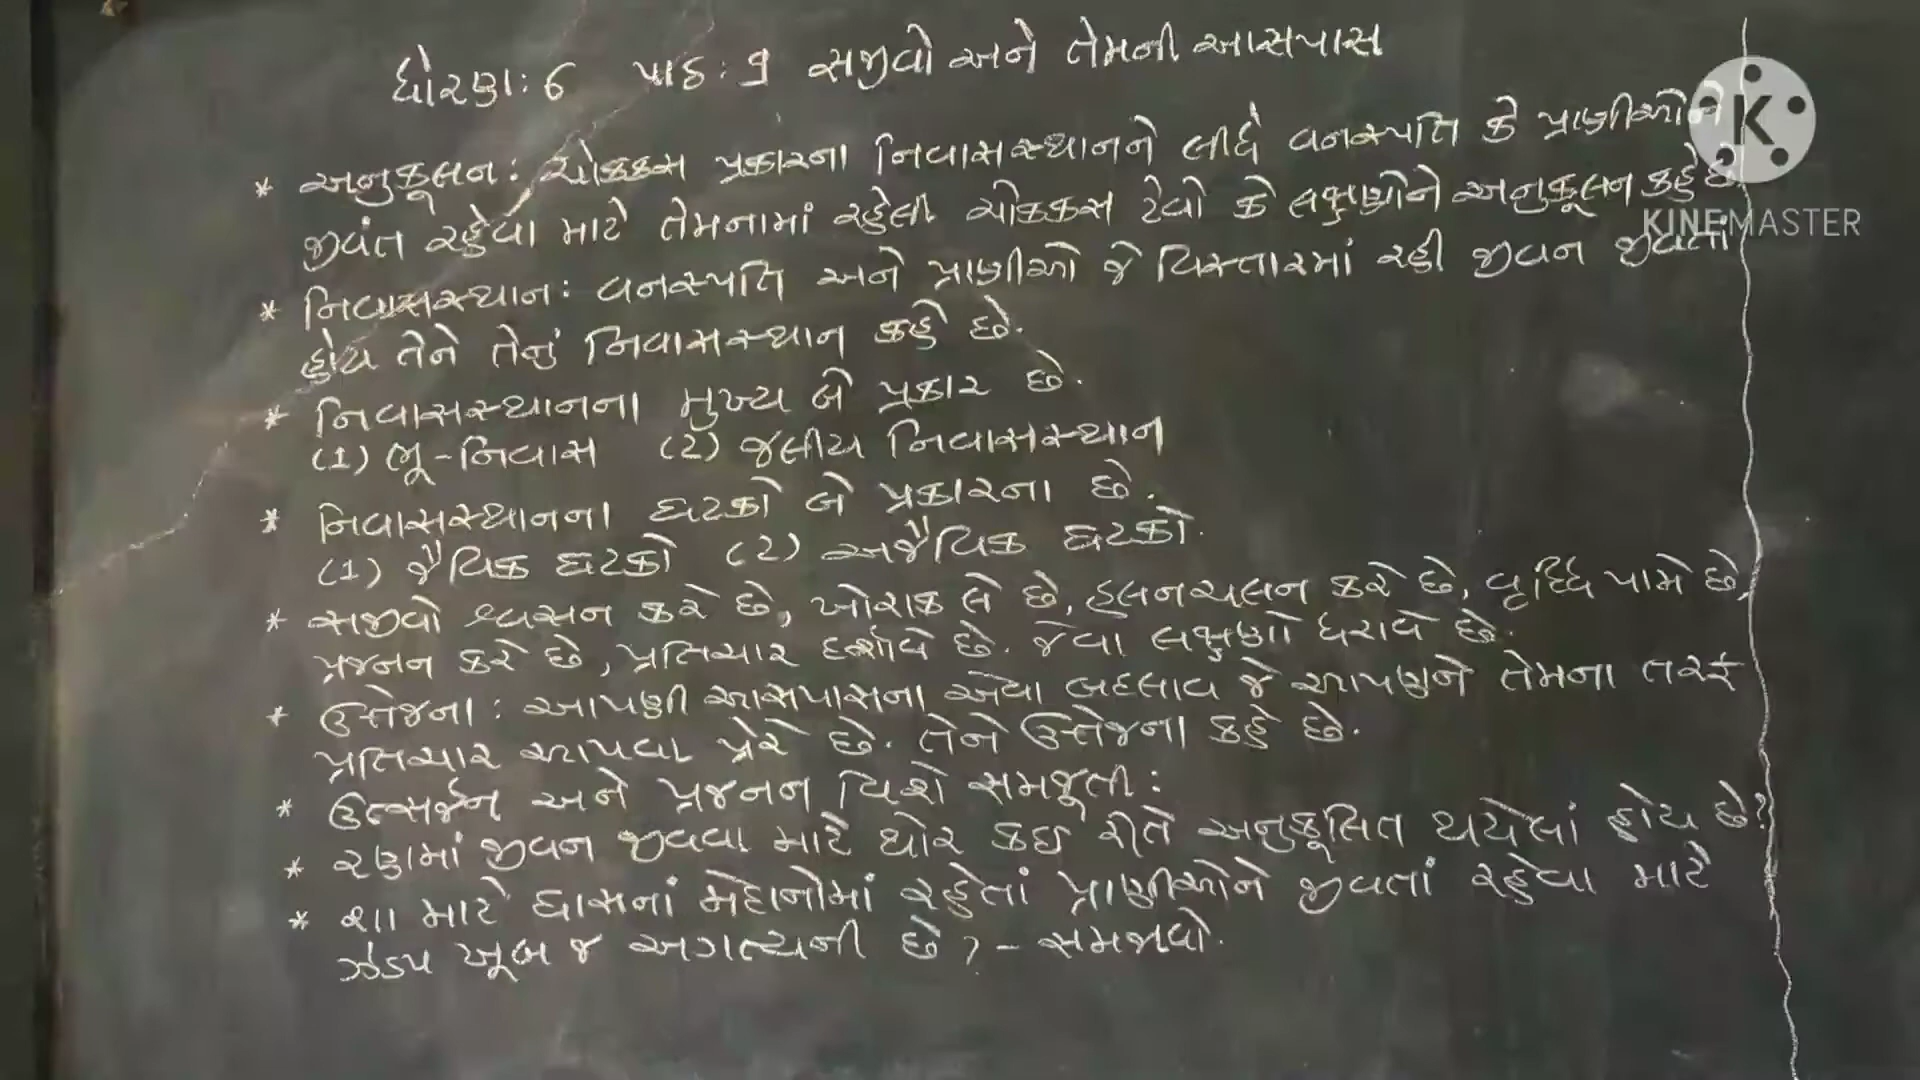 ધોરણ: 6 પાઠ: 9 સજીવો અને તેમની આસપાસ
* અનુકૂલન: ચોક્કસ પ્રકારના નિવાસસ્થાનને લીધે વનસ્પતિ કે પ્રાણીઓને
જીવંત રહેવા માટે તેમનામાં રહેલી ચોક્કસ ટેવો કે લક્ષણોને અનુકૂલન કહે છે.
* નિવાસસ્થાન: વનસ્પતિ અને પ્રાણીઓ જે વિસ્તારમાં રહી જીવન જીવતાં
હોય તેને તેનું નિવાસસ્થાન કહે છે.
* નિવાસસ્થાનના મુખ્ય બે પ્રકાર છે.
(1) ભૂ-નિવાસ (2) જલીય નિવાસસ્થાન
* નિવાસસ્થાનના ઘટકો બે પ્રકારના છે.
(1) જૈવિક ઘટકો (2) અજૈવિક ઘટકો.
* સજીવો શ્વસન કરે છે, ખોરાક લે છે, હલનચલન કરે છે, વૃદ્ધિ પામે છે,
પ્રજનન કરે છે, પ્રતિચાર દર્શાવે છે. જેવા લક્ષણો ધરાવે છે.
* ઉત્તેજના: આપણી આસપાસના એવા બદલાવ જે આપણને તેમના તરફ
પ્રતિચાર આપવા પ્રેરે છે. તેને ઉત્તેજના કહે છે.
* ઉત્સર્જન અને પ્રજનન વિશે સમજૂતી:
* રણમાં જીવન જીવવા માટે થોર કઇ રીતે અનુકૂલિત થયેલાં હોય છે?
* શા માટે ઘાસનાં મેદાનોમાં રહેતાં પ્રાણીઓને જીવતાં રહેવા માટે
ઝડપ ખૂબ જ અગત્યની છે? - સમજાવો.
K
KINEMASTER